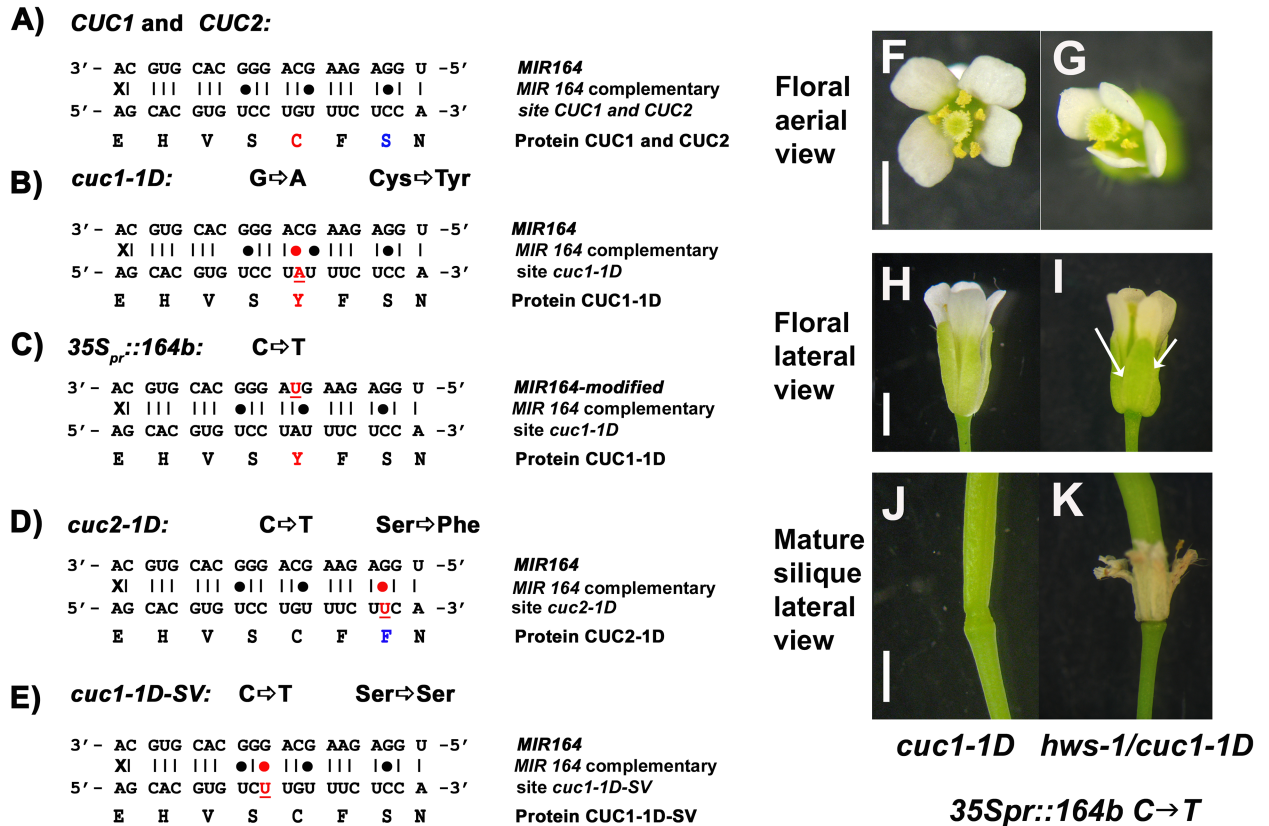 A) CUC1 and CUC2:
3′– AC GUG CAC GGG ACG AAG AGG U –5′ MIR164
X| ||| ||| ●|| ||● ||| |●| | MIR 164 complementary
5′– AG CAC GUG UCC UGU UUC UCC A –3′ site CUC1 and CUC2
E H V S C F S N Protein CUC1 and CUC2
B) cuc1-1D: G⇨A Cys⇨Tyr
3′– AC GUG CAC GGG ACG AAG AGG U –5′ MIR164
X| ||| ||| ●|| |●● ||| |●| | MIR 164 complementary
5′– AG CAC GUG UCC UAU UUC UCC A –3′ site cuc1-1D
E H V S Y F S N Protein CUC1-1D
C) 35Spr::164b: C⇨T
3′– AC GUG CAC GGG AUG AAG AGG U –5′ MIR164-modified
X| ||| ||| ●|| ||● ||| |●| | MIR 164 complementary
5′– AG CAC GUG UCC UAU UUC UCC A –3′ site cuc1-1D
E H V S Y F S N Protein CUC1-1D
D) cuc2-1D: C⇨T Ser⇨Phe
3′– AC GUG CAC GGG ACG AAG AGG U –5′ MIR164
X| ||| ||| ●|| ||● ||| |●| | MIR 164 complementary
5′– AG CAC GUG UCC UGU UUC UUC A –3′ site cuc2-1D
E H V S C F F N Protein CUC2-1D
E) cuc1-1D-SV: C⇨T Ser⇨Ser
3′– AC GUG CAC GGG ACG AAG AGG U –5′ MIR164
X| ||| ||| ●|● ||● ||| |●| | MIR 164 complementary
5′– AG CAC GUG UCU UGU UUC UCC A –3′ site cuc1-1D-SV
E H V S C F S N Protein CUC1-1D-SV
Floral
aerial
view
F G
Floral
lateral
view
H I
Mature
silique
lateral
view
J K
cuc1-1D hws-1/cuc1-1D
35Spr::164b C→T